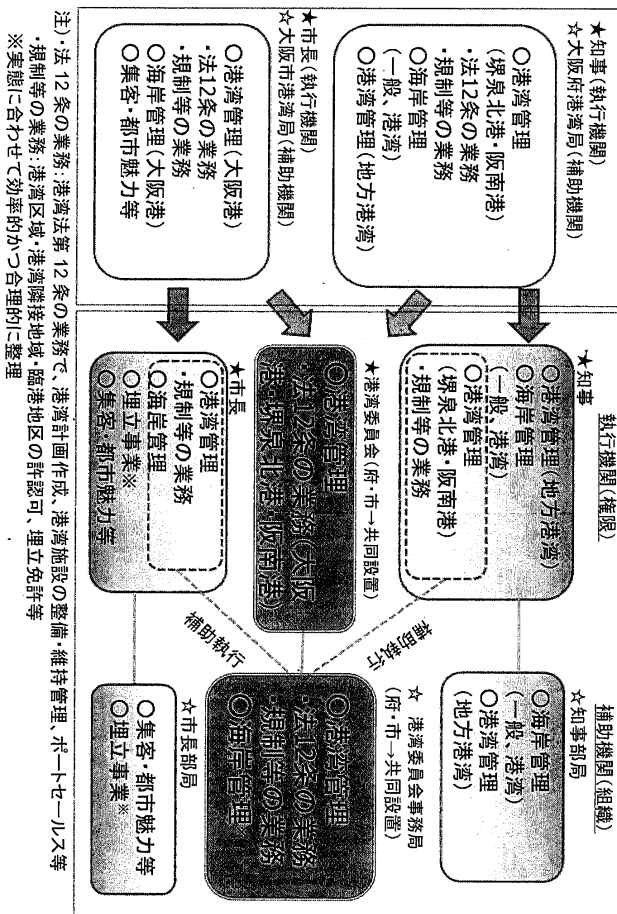 ★知事(執行機関)
☆大阪府港湾局(補助機関)
○港湾管理
(堺泉北港・阪南港)
・法12条の業務
・規制等の業務
○海岸管理
(一般、港湾)
○港湾管理(地方港湾)
★市長(執行機関)
☆大阪市港湾局(補助機関)
○港湾管理(大阪港)
・法12条の業務
・規制等の業務
○海岸管理(大阪港)
○集客・都市魅力等
執行機関(権限)
★知事
○港湾管理(地方港湾)
○海岸管理
(一般、港湾)
○港湾管理
(堺泉北港・阪南港)
・規制等の業務
★港湾委員会(府・市→共同設置)
◎港湾管理
・法12条の業務(大阪
港・堺泉北港・阪南港)
★市長
○港湾管理
・規制等の業務
○海岸管理
○埋立事業※
○集客・都市魅力等
補助執行
補助執行
補助機関(組織)
☆知事部局
○海岸管理
(一般、港湾)
○港湾管理
(地方港湾)
☆ 港湾委員会事務局
(府・市→共同設置)
◎港湾管理
・法12条の業務
・規制等の業務
◎海岸管理
☆市長部局
○集客・都市魅力等
○埋立事業※
注)・法12条の業務:港湾法第12条の業務で、港湾計画作成、港湾施設の整備・維持管理、ポートセールス等
・規制等の業務:港湾区域・港湾隣接地域・臨港地区の許認可、埋立免許等
※実態に合わせて効率的かつ合理的に整理